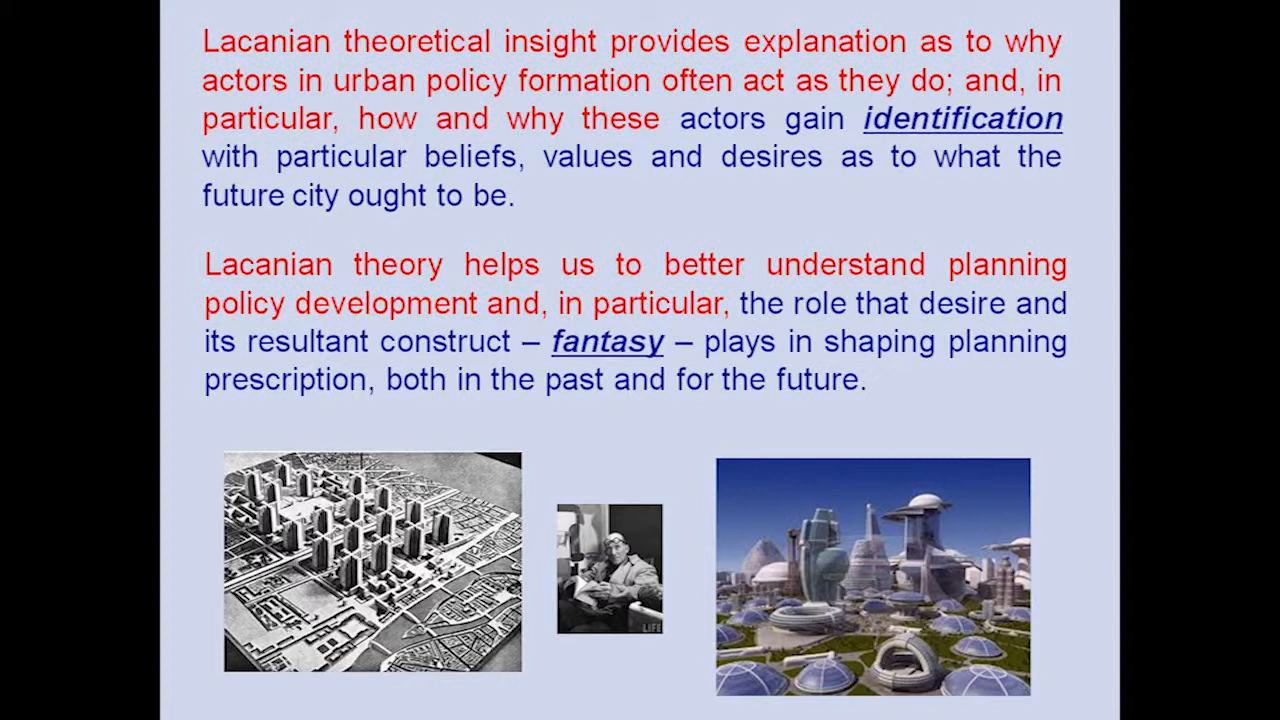 Lacanian theoretical insight provides explanation as to why
actors in urban policy formation often act as they do; and, in
particular, how and why these actors gain identification
with particular beliefs, values and desires as to what the
future city ought to be.
Lacanian theory helps us to better understand planning
policy development and, in particular, the role that desire and
its resultant construct – fantasy – plays in shaping planning
prescription, both in the past and for the future.
LIFE